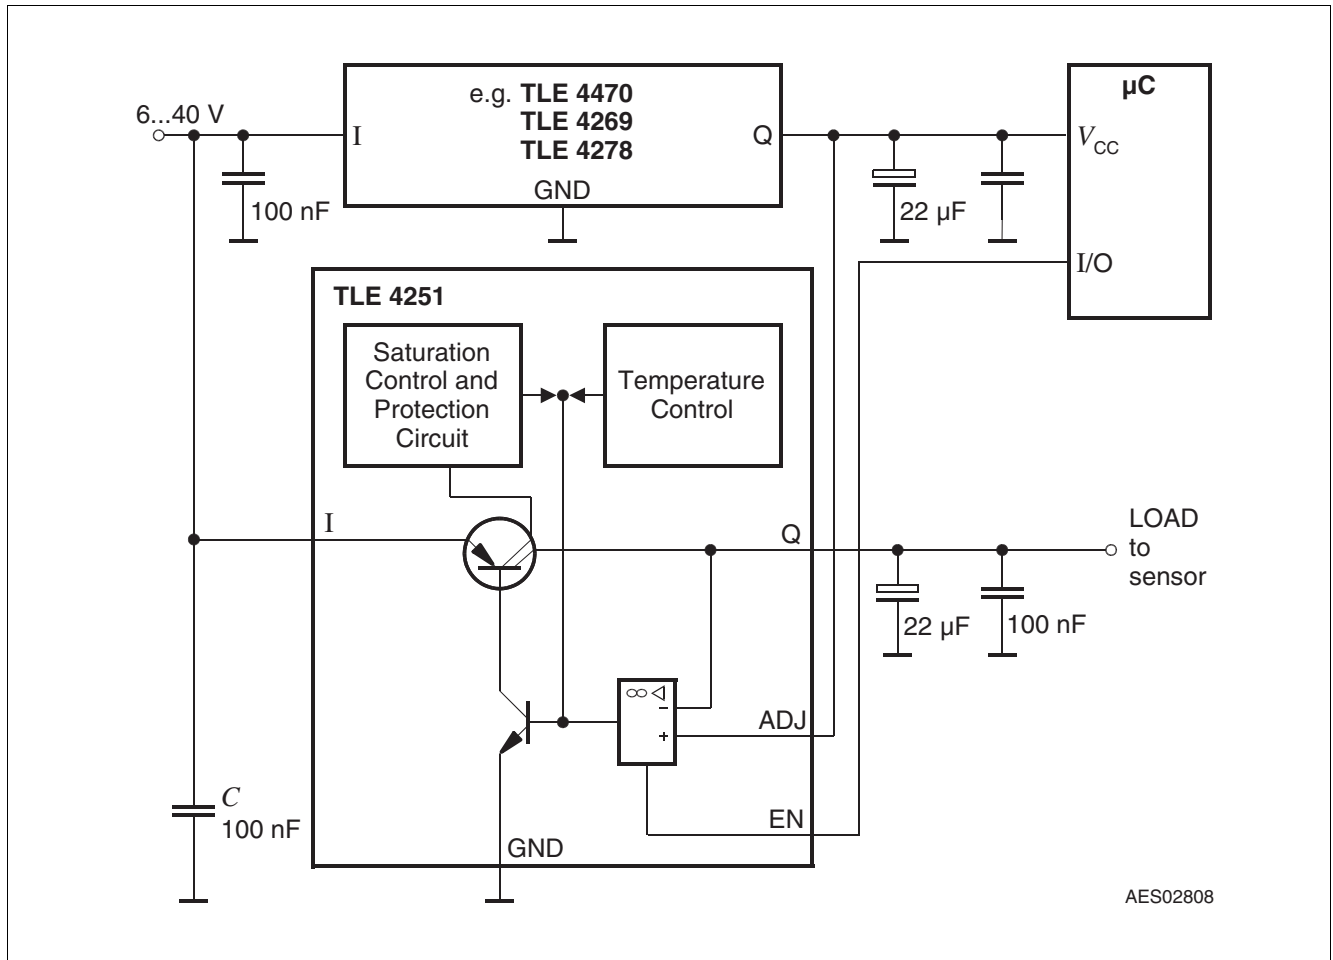 6...40 V
I
e.g. TLE 4470
TLE 4269
TLE 4278
Q
GND
100 nF
22 µF
µC
VCC
I/O
TLE 4251
Saturation
Control and
Protection
Circuit
Temperature
Control
I
Q
LOAD
to
sensor
22 µF
100 nF
∞
-
+
ADJ
EN
C
100 nF
GND
AES02808